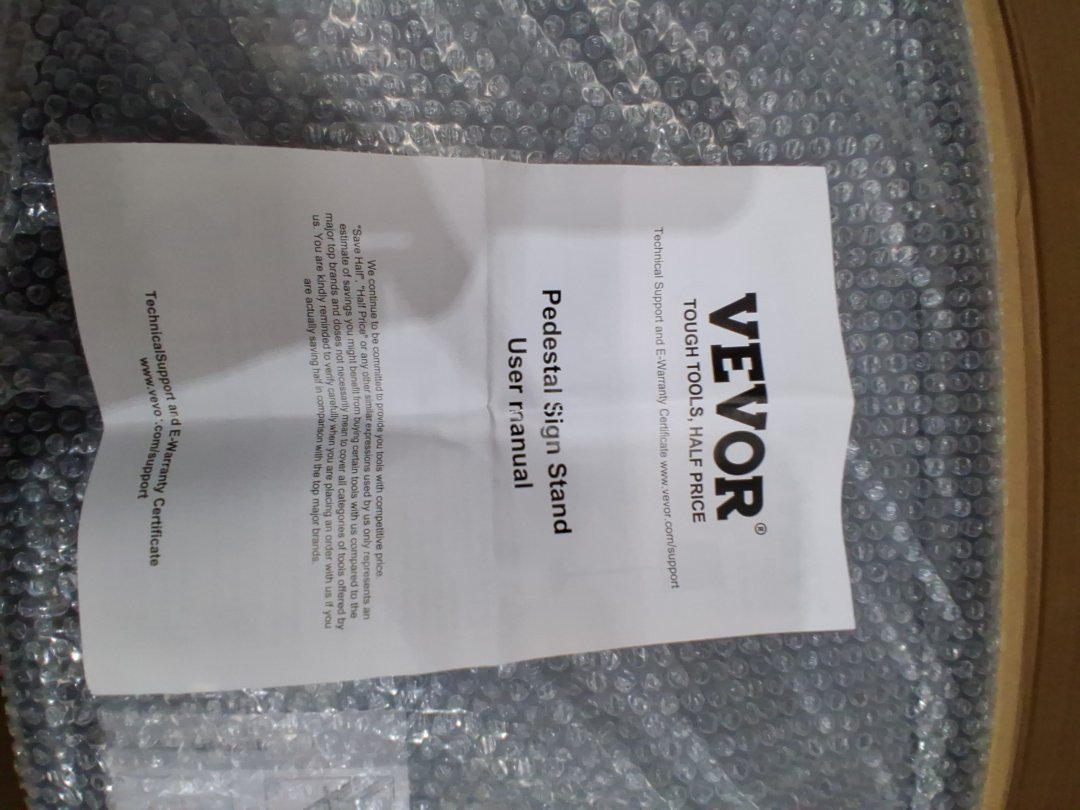 VEVOR®
TOUGH TOOLS, HALF PRICE
Technical Support and E-Warranty Certificate www.vevor.com/support
Pedestal Sign Stand
User manual
We continue to be committed to provide you tools with competitive price.
"Save Half", "Half Price" or any other similar expressions used by us only represents an
estimate of savings you might benefit from buying certain tools with us compared to the
major top brands and doses not necessarily mean to cover all categories of tools offered by
us. You are kindly reminded to verify carefully when you are placing an order with us if you
are actually saving half in comparison with the top major brands.
TechnicalSupport and E-Warranty Certificate
www.vevor.com/support